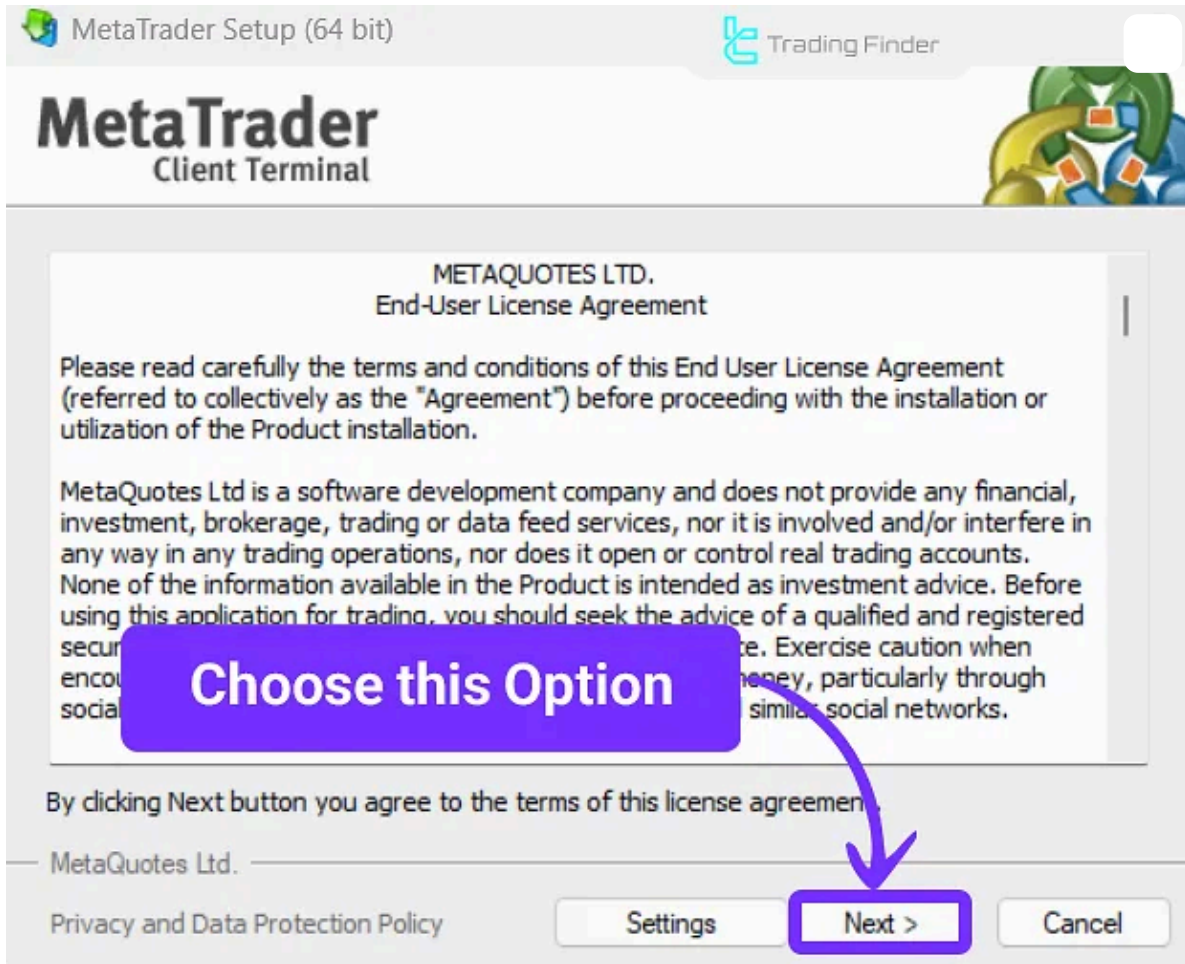 MetaTrader Setup (64 bit)
Trading Finder
MetaTrader
Client Terminal
METAQUOTES LTD.
End-User License Agreement
Please read carefully the terms and conditions of this End User License Agreement
(referred to collectively as the "Agreement") before proceeding with the installation or
utilization of the Product installation.
MetaQuotes Ltd is a software development company and does not provide any financial,
investment, brokerage, trading or data feed services, nor it is involved and/or interfere in
any way in any trading operations, nor does it open or control real trading accounts.
None of the information available in the Product is intended as investment advice. Before
using this application for trading, you should seek the advice of a qualified and registered
Exercise caution when
particularly through
similar social networks.
Choose this Option
By clicking Next button you agree to the terms of this license agreement.
MetaQuotes Ltd.
Privacy and Data Protection Policy
Settings
Next >
Cancel